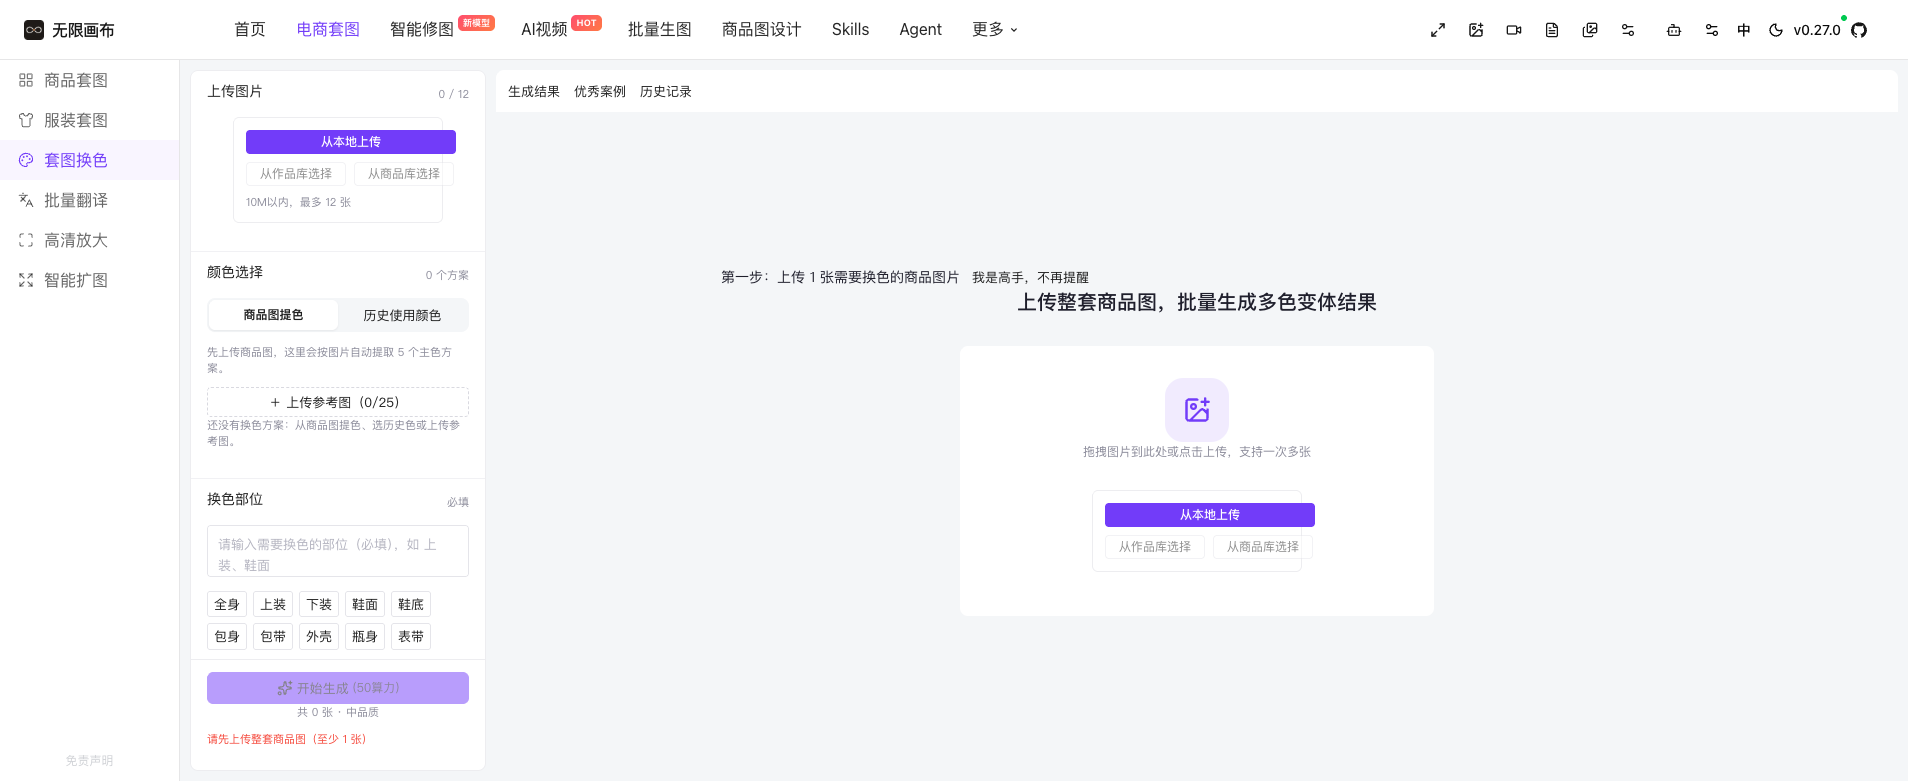 无限画布
首页
电商套图
智能修图
新模型
AI视频
HOT
批量生图
商品图设计
Skills
Agent
更多
中
v0.27.0
商品套图
服装套图
套图换色
批量翻译
高清放大
智能扩图
免责声明
上传图片
0 / 12
从本地上传
从作品库选择
从商品库选择
10M以内，最多 12 张
颜色选择
0 个方案
商品图提色
历史使用颜色
先上传商品图，这里会按图片自动提取 5 个主色方
案。
+ 上传参考图（0/25）
还没有换色方案：从商品图提色、选历史色或上传参
考图。
换色部位
必填
请输入需要换色的部位（必填），如 上
装、鞋面
全身 上装 下装 鞋面 鞋底
包身 包带 外壳 瓶身 表带
开始生成 (50算力)
共 0 张 · 中品质
请先上传整套商品图（至少 1 张）
生成结果 优秀案例 历史记录
第一步：上传 1 张需要换色的商品图片 我是高手，不再提醒
上传整套商品图，批量生成多色变体结果
拖拽图片到此处或点击上传，支持一次多张
从本地上传
从作品库选择
从商品库选择